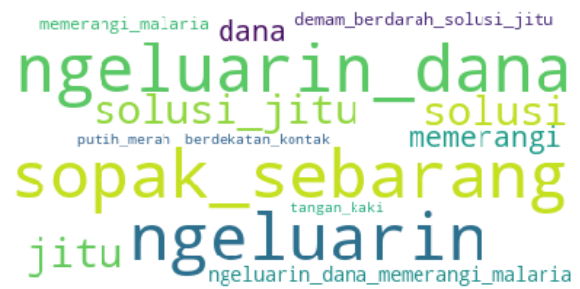 memerangi_malaria dana demam_berdarah_solusi_jitu
ngeluarin_dana
solusi_jitu solusi
putih_merah berdekatan_kontak memerangi
sopak_sebarang
tangan_kaki
jitu ngeluarin
ngeluarin_dana_memerangi_malaria